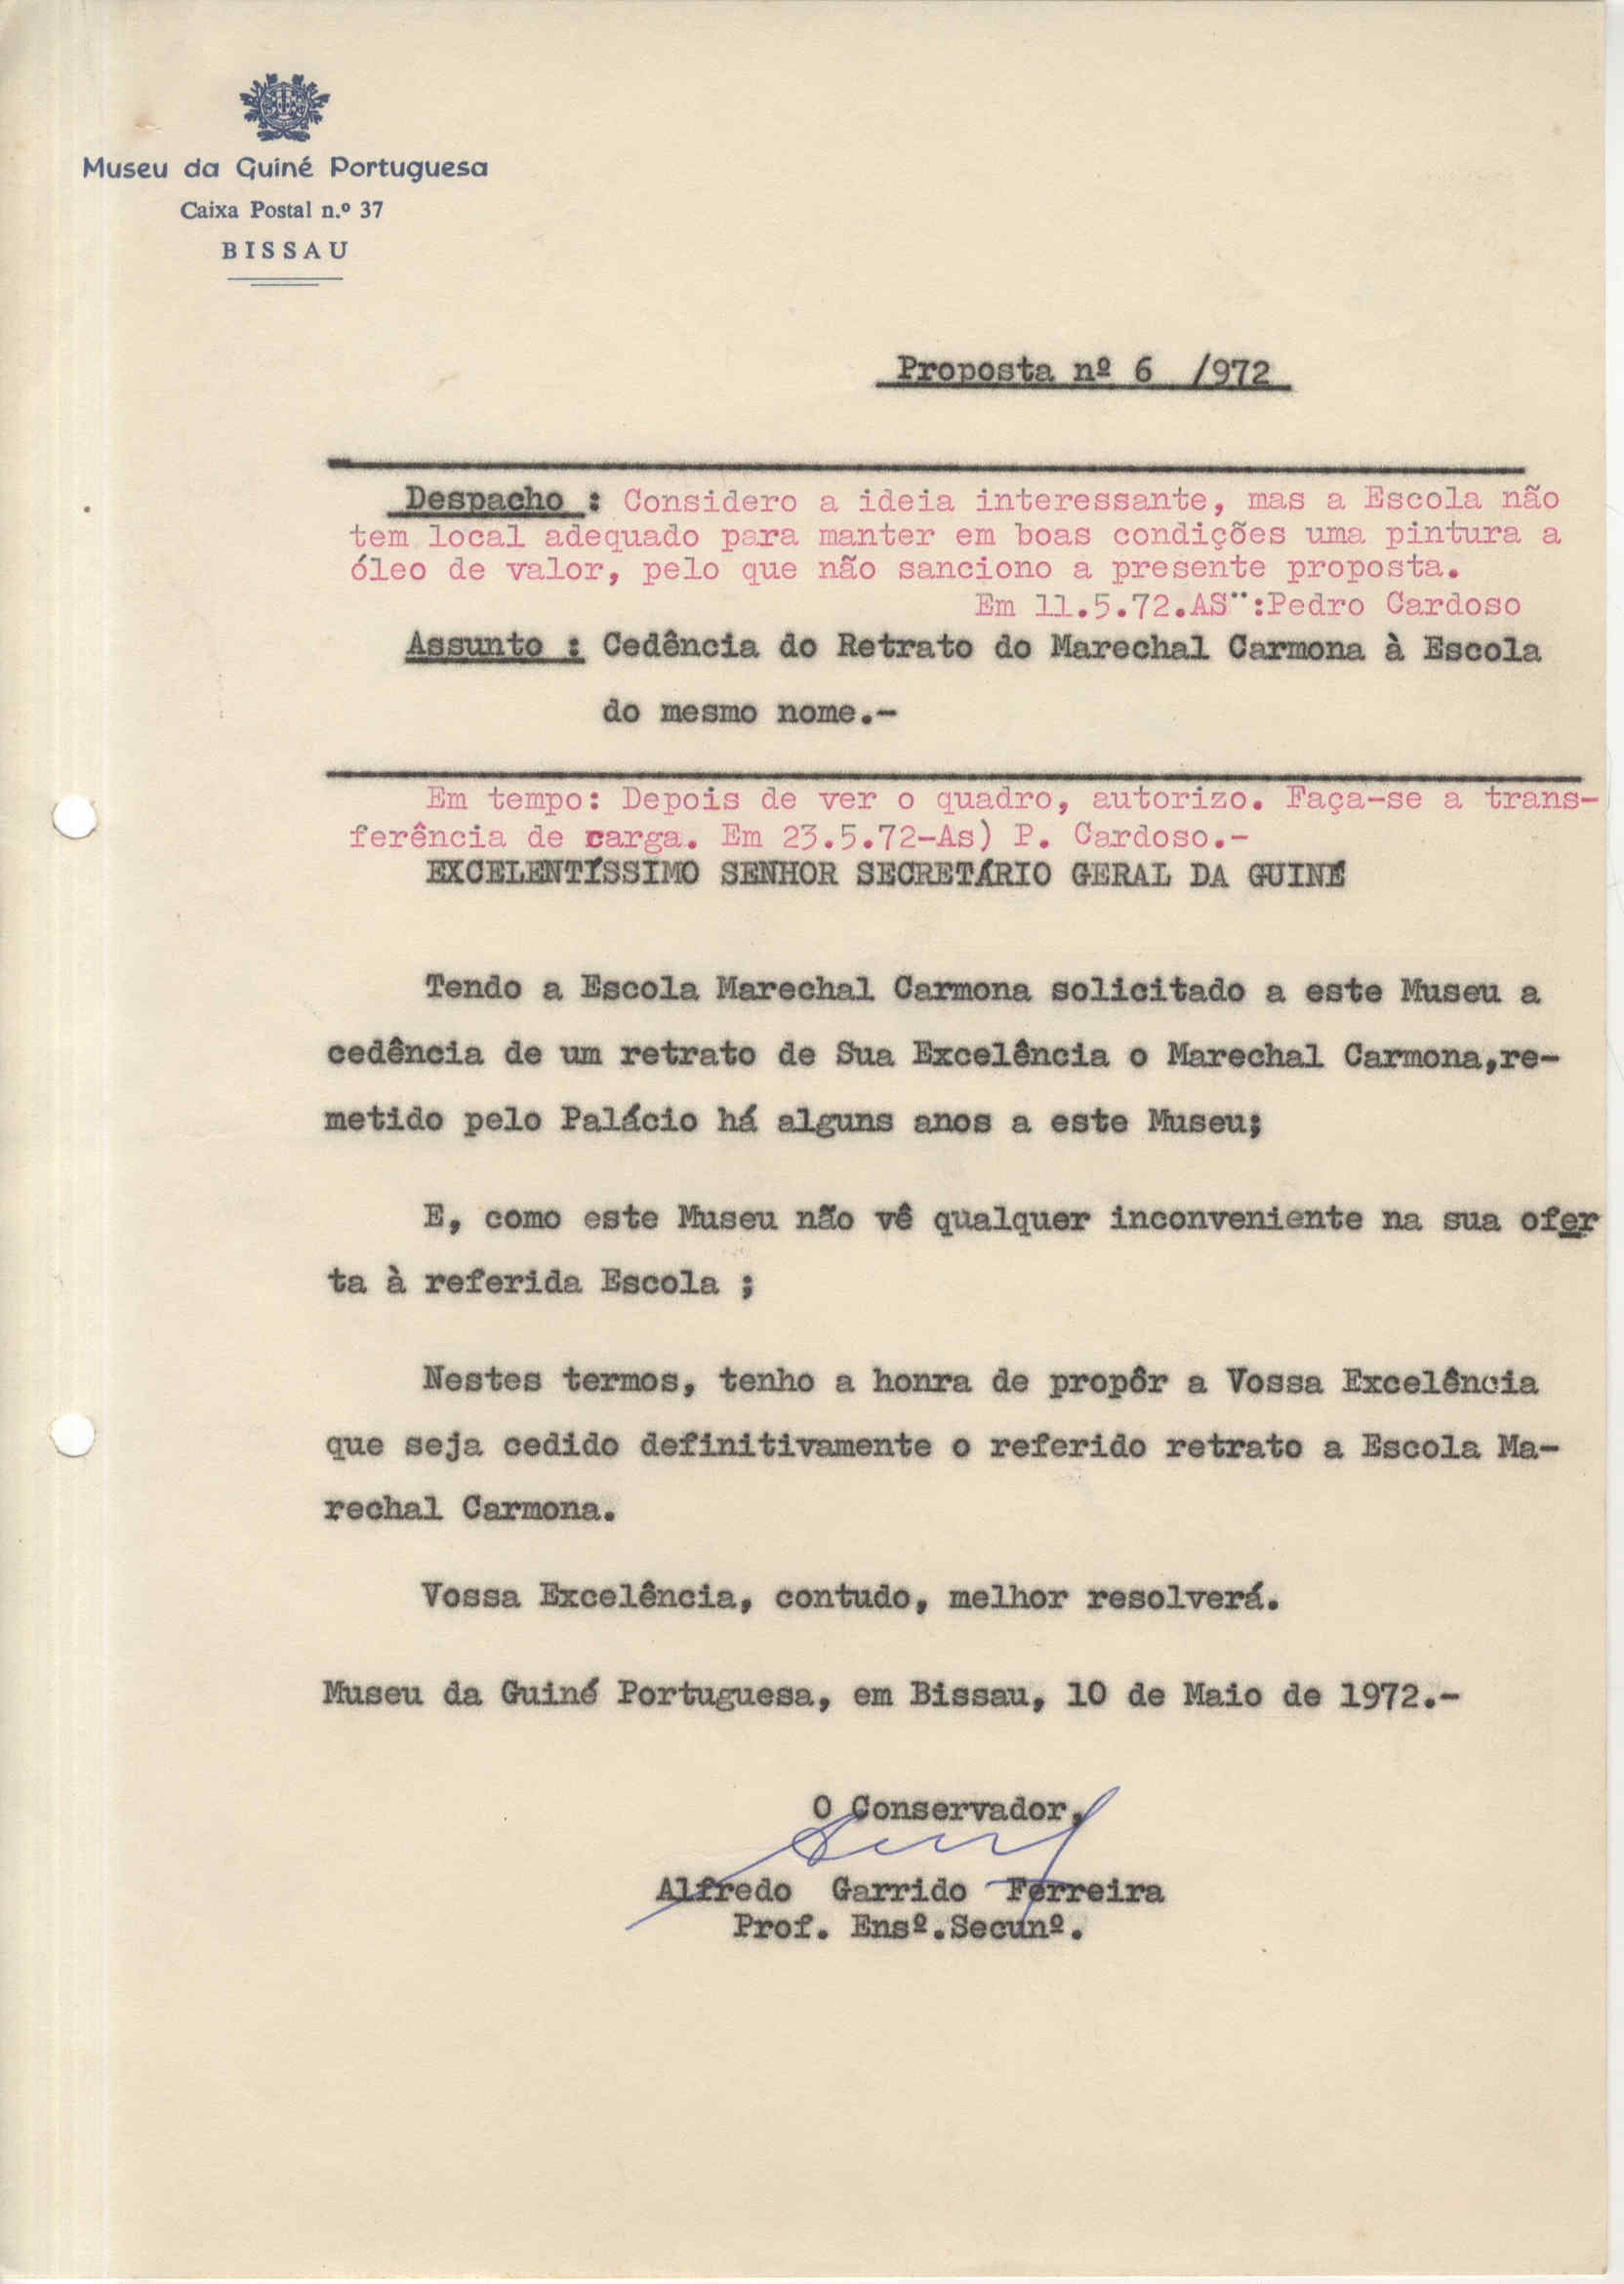 Museu da Guiné Portuguesa
Caixa Postal n.º 37
BISSAU
Proposta nº 6 /972
Despacho : Considero a ideia interessante, mas a Escola não
tem local adequado para manter em boas condições uma pintura a
óleo de valor, pelo que não sanciono a presente proposta.
Em 11.5.72.AS¨:Pedro Cardoso
Assunto : Cedência do Retrato do Marechal Carmona à Escola
do mesmo nome.-
Em tempo: Depois de ver o quadro, autorizo. Faça-se a trans-
ferência de carga. Em 23.5.72-As) P. Cardoso.-
EXCELENTÍSSIMO SENHOR SECRETÁRIO GERAL DA GUINÉ
Tendo a Escola Marechal Carmona solicitado a este Museu a
cedência de um retrato de Sua Excelência o Marechal Carmona,re-
metido pelo Palácio há alguns anos a este Museu;
E, como este Museu não vê qualquer inconveniente na sua ofer
ta à referida Escola ;
Nestes termos, tenho a honra de propôr a Vossa Excelência
que seja cedido definitivamente o referido retrato a Escola Ma-
rechal Carmona.
Vossa Excelência, contudo, melhor resolverá.
Museu da Guiné Portuguesa, em Bissau, 10 de Maio de 1972.-
O Conservador,
Alfredo Garrido Ferreira
Prof. Ensº.Secunº.